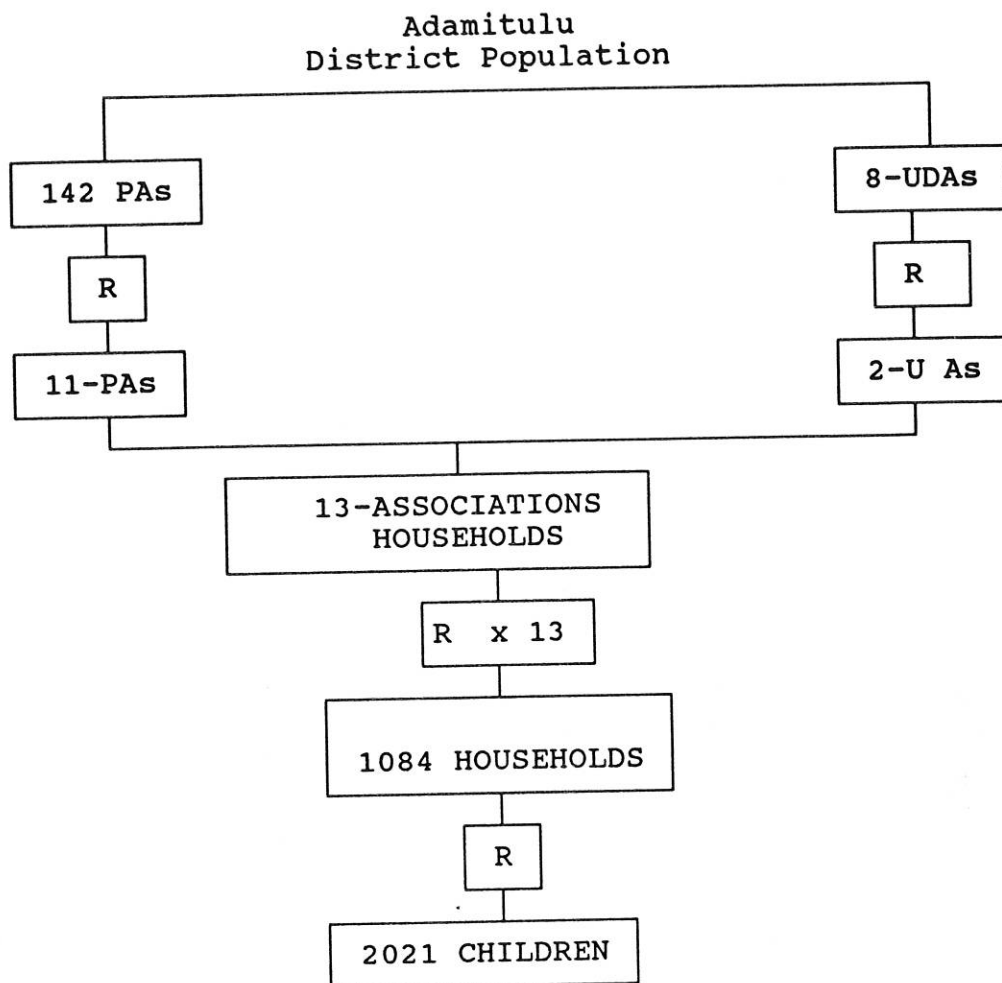 Adamitulu
District Population
142 PAs
8-UDAs
R
R
11-PAs
2-U As
13-ASSOCIATIONS
HOUSEHOLDS
R x 13
1084 HOUSEHOLDS
R
2021 CHILDREN